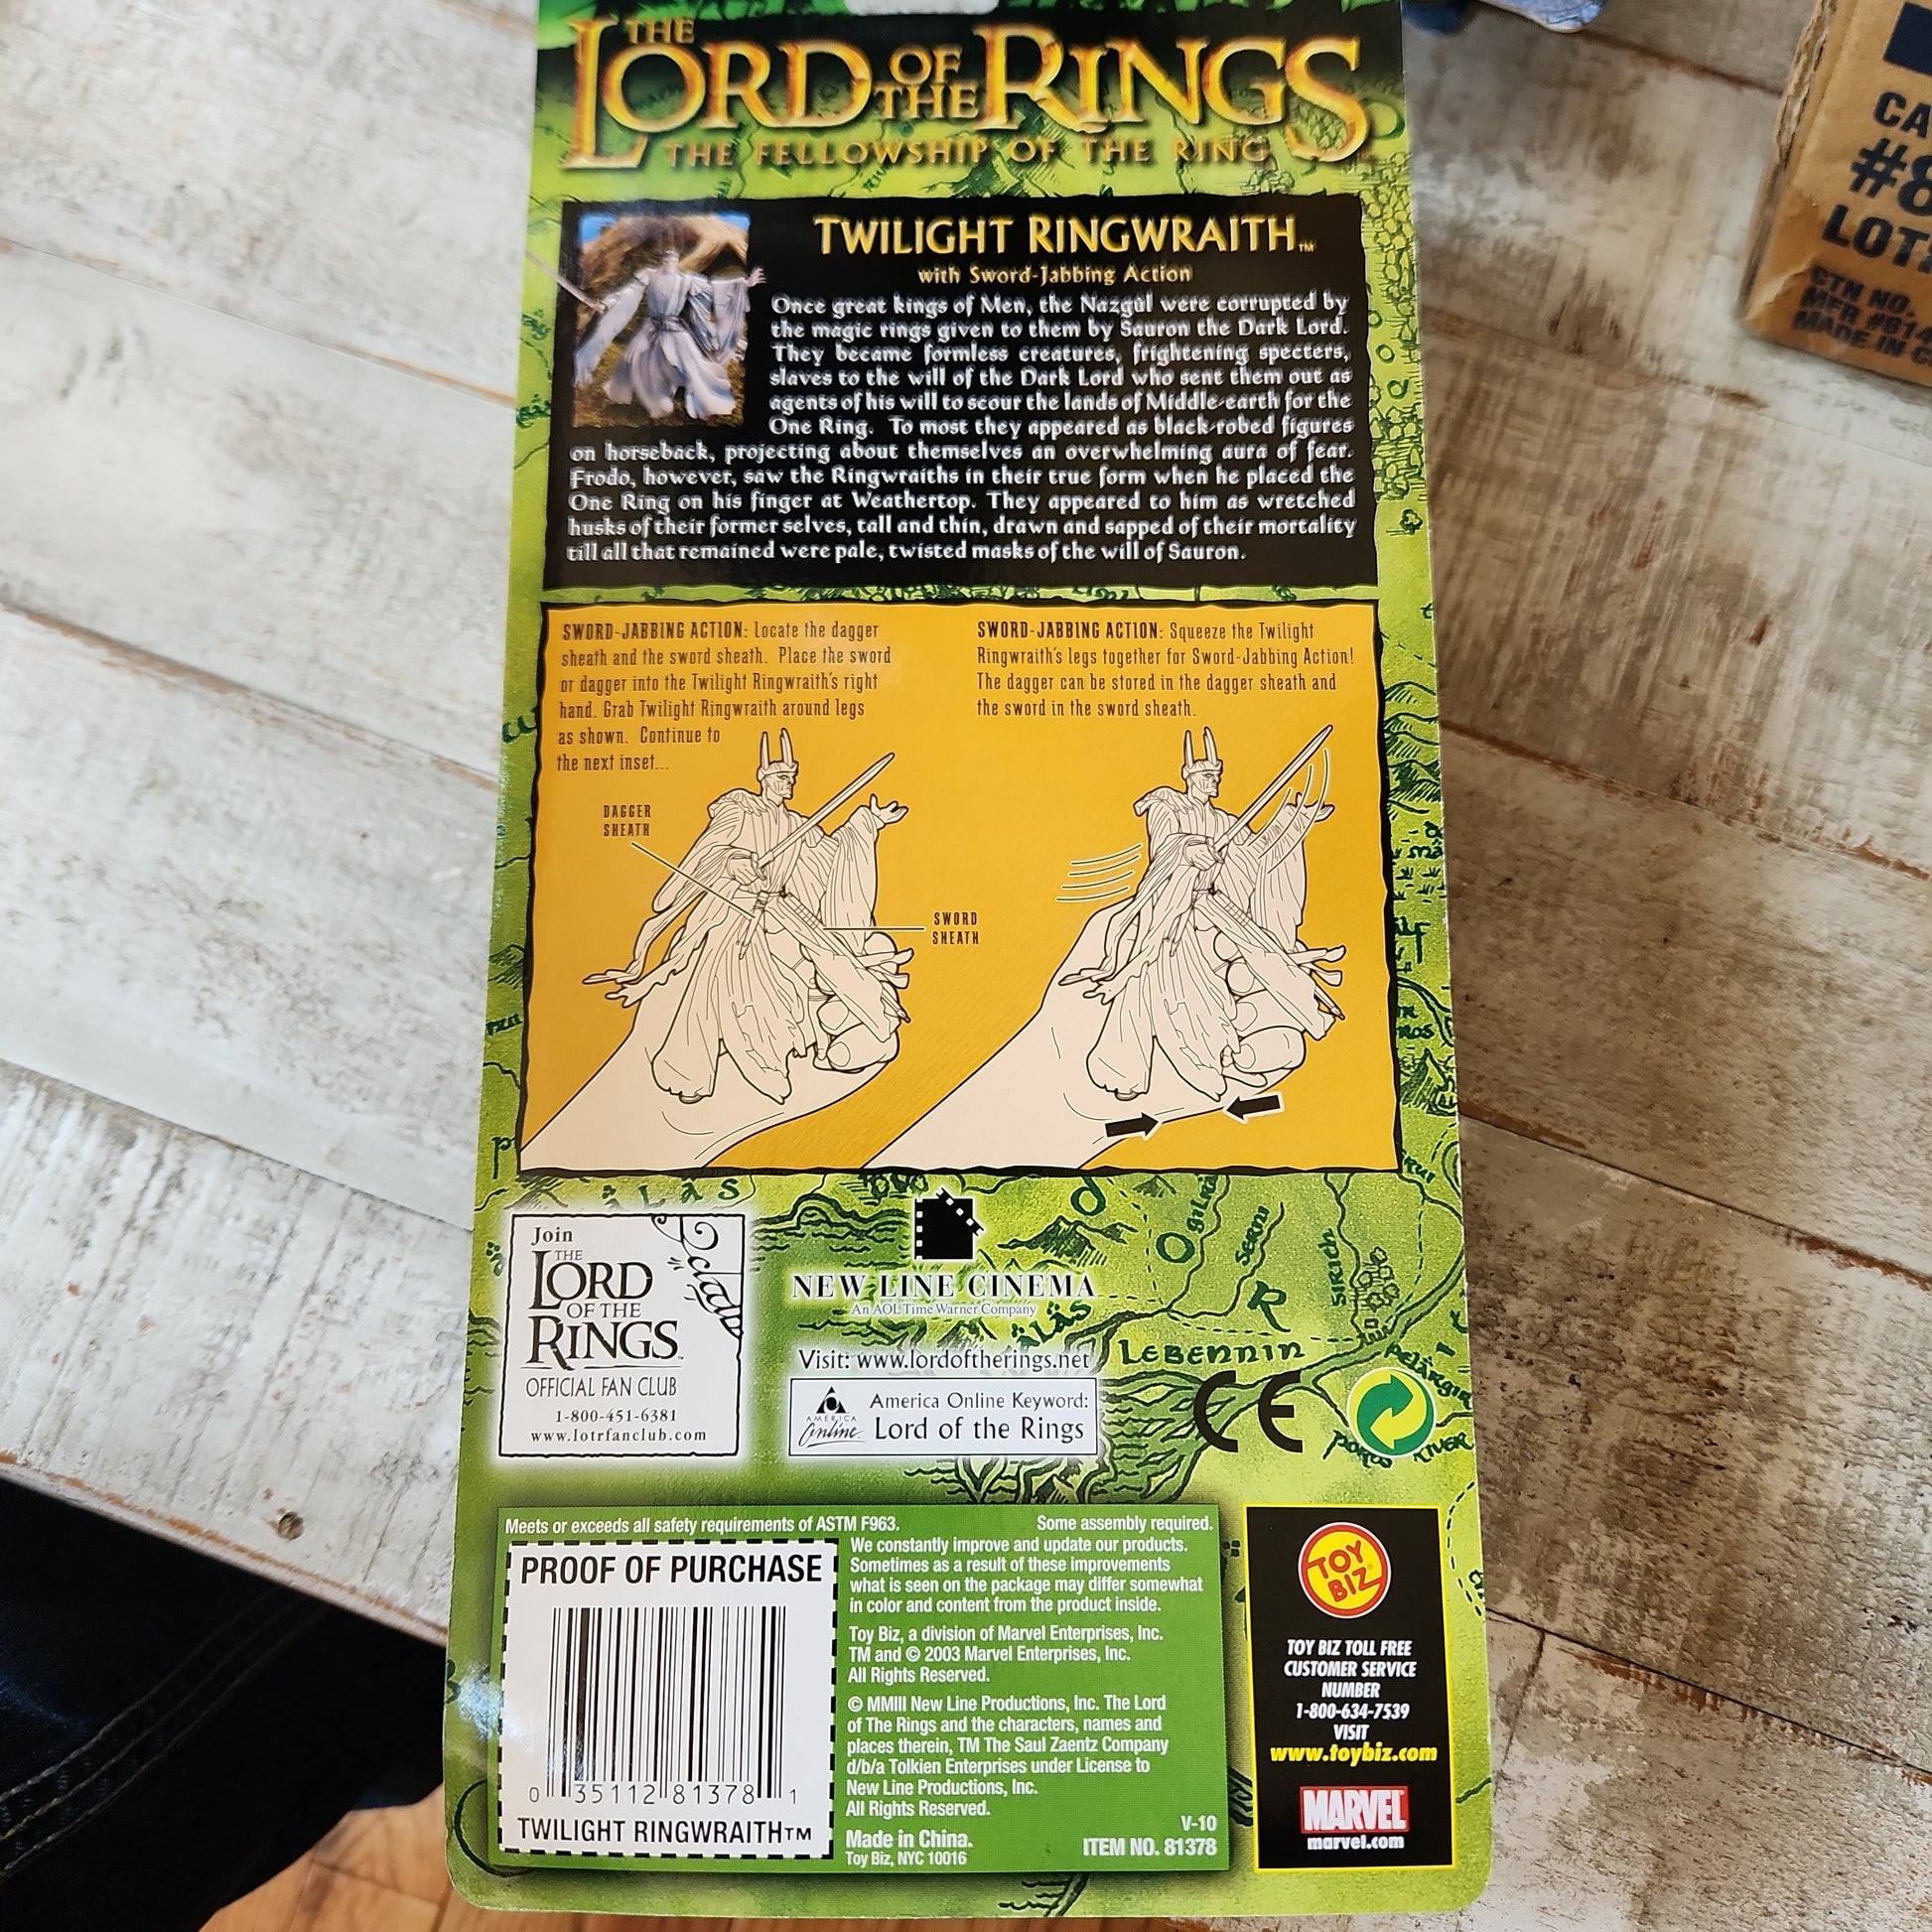 THE
LORD OF THE RINGS
THE FELLOWSHIP OF THE RING
TWILIGHT RINGWRAITH™
with Sword-Jabbing Action
Once great kings of Men, the Nazgûl were corrupted by
the magic rings given to them by Sauron the Dark Lord.
They became formless creatures, frightening specters,
slaves to the will of the Dark Lord who sent them out as
agents of his will to scour the lands of Middle-earth for the
One Ring. To most they appeared as black-robed figures
on horseback, projecting about themselves an overwhelming aura of fear.
Frodo, however, saw the Ringwraiths in their true form when he placed the
One Ring on his finger at Weathertop. They appeared to him as wretched
husks of their former selves, tall and thin, drawn and sapped of their mortality
till all that remained were pale, twisted masks of the will of Sauron.
SWORD-JABBING ACTION: Locate the dagger
sheath and the sword sheath. Place the sword
or dagger into the Twilight Ringwraith's right
hand. Grab Twilight Ringwraith around legs
as shown. Continue to
the next inset...
DAGGER
SHEATH
SWORD
SHEATH
SWORD-JABBING ACTION: Squeeze the Twilight
Ringwraith's legs together for Sword-Jabbing Action!
The dagger can be stored in the dagger sheath and
the sword in the sword sheath.
Join
THE
LORD
OF THE
RINGS™
OFFICIAL FAN CLUB
1-800-451-6381
www.lotrfanclub.com
NEW LINE CINEMA
An AOL Time Warner Company
Visit: www.lordoftherings.net
AMERICA
Online
America Online Keyword:
Lord of the Rings
ÀLAS
SERNI
SIRITH
R
LEBENNIN
PELARGIR
POROS RIVER
CE
Meets or exceeds all safety requirements of ASTM F963.
Some assembly required.
PROOF OF PURCHASE
0 35112 81378 1
TWILIGHT RINGWRAITH™
We constantly improve and update our products.
Sometimes as a result of these improvements
what is seen on the package may differ somewhat
in color and content from the product inside.
Toy Biz, a division of Marvel Enterprises, Inc.
TM and © 2003 Marvel Enterprises, Inc.
All Rights Reserved.
© MMIII New Line Productions, Inc. The Lord
of The Rings and the characters, names and
places therein, TM The Saul Zaentz Company
d/b/a Tolkien Enterprises under License to
New Line Productions, Inc.
All Rights Reserved.
Made in China.
Toy Biz, NYC 10016
V-10
ITEM NO. 81378
TOY
BIZ
TOY BIZ TOLL FREE
CUSTOMER SERVICE
NUMBER
1-800-634-7539
VISIT
www.toybiz.com
MARVEL
marvel.com
CTN NO.
MFR #
MADE IN